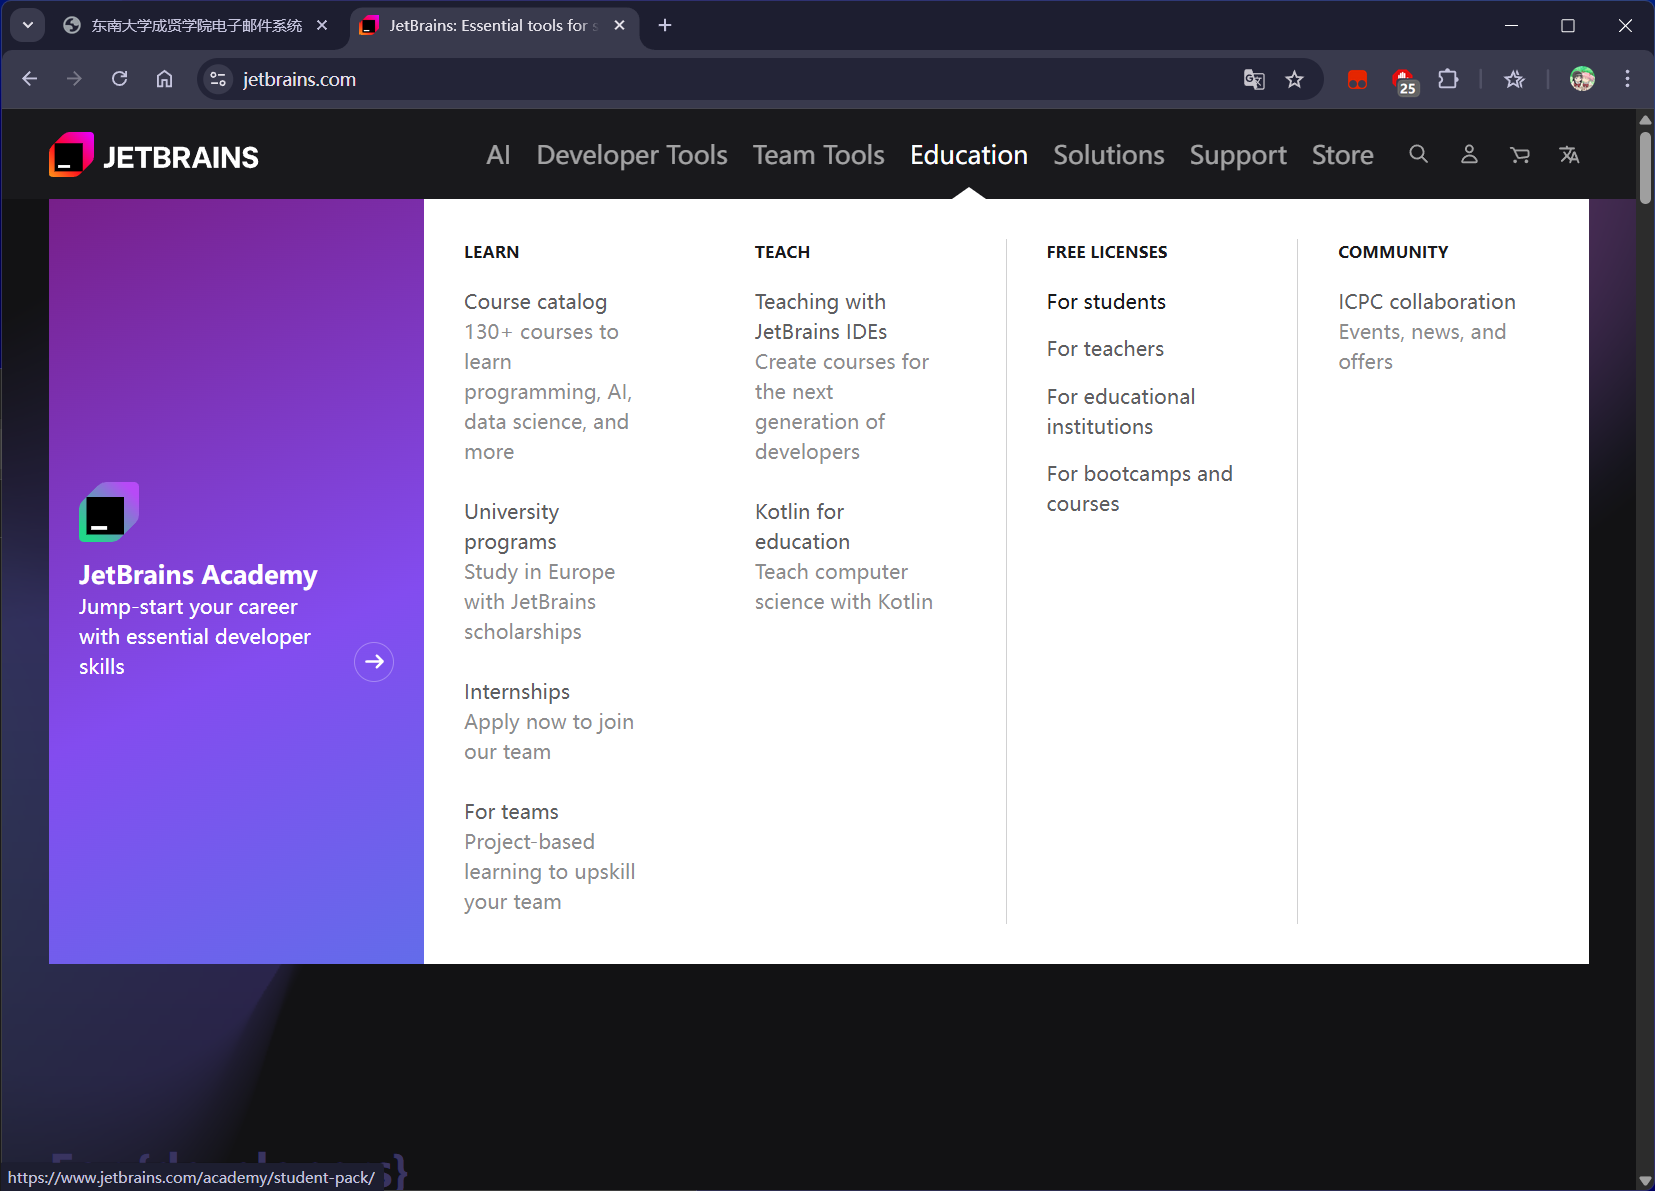 东南大学成贤学院电子邮件系统
JetBrains: Essential tools for s
jetbrains.com
25
JETBRAINS
AI Developer Tools Team Tools Education Solutions Support Store
JetBrains Academy
Jump-start your career
with essential developer
skills
LEARN
Course catalog
130+ courses to
learn
programming, AI,
data science, and
more
University
programs
Study in Europe
with JetBrains
scholarships
Internships
Apply now to join
our team
For teams
Project-based
learning to upskill
your team
TEACH
Teaching with
JetBrains IDEs
Create courses for
the next
generation of
developers
Kotlin for
education
Teach computer
science with Kotlin
FREE LICENSES
For students
For teachers
For educational
institutions
For bootcamps and
courses
COMMUNITY
ICPC collaboration
Events, news, and
offers
https://www.jetbrains.com/academy/student-pack/